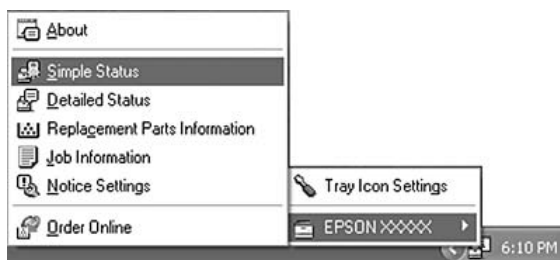 About
Simple Status
Detailed Status
Replacement Parts Information
Job Information
Notice Settings
Order Online
Tray Icon Settings
EPSON XXXXX
6:10 PM